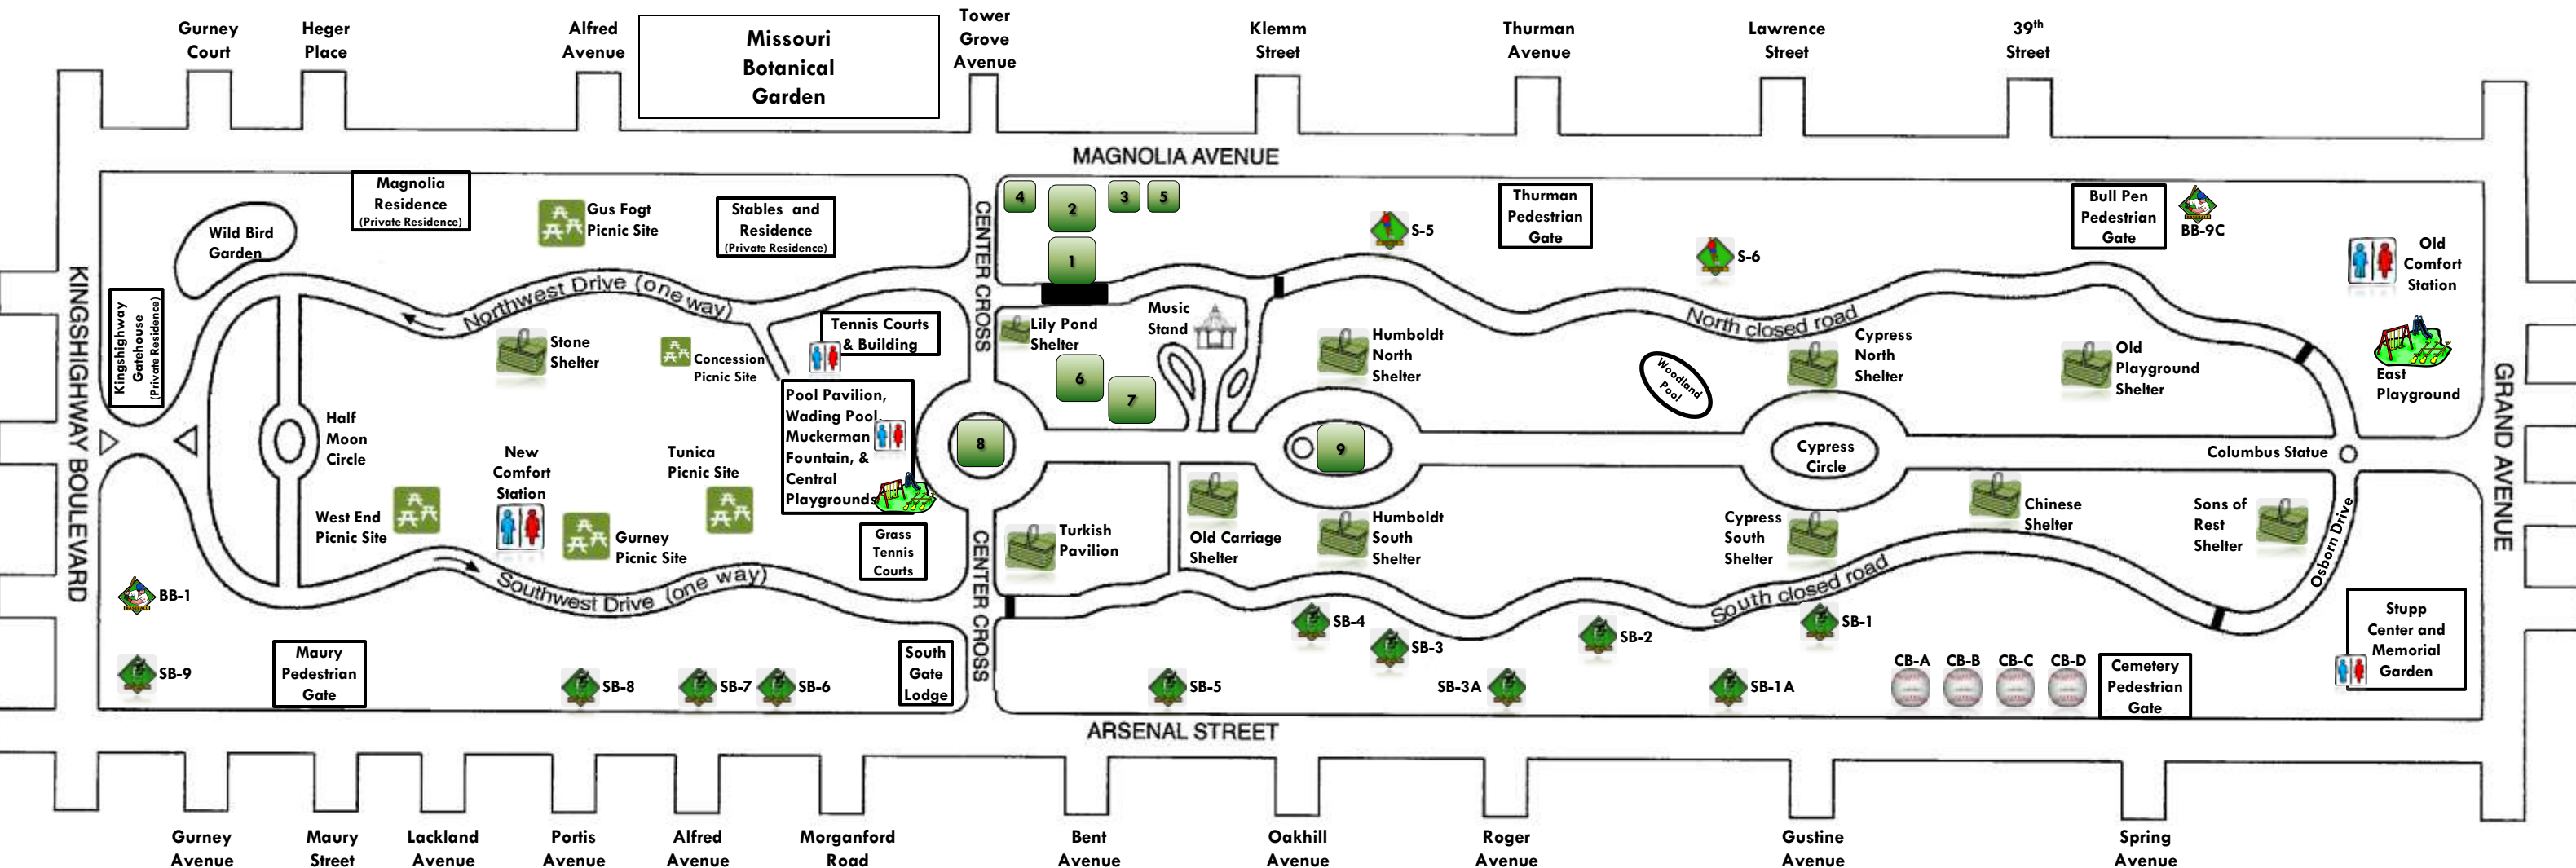 Gurney
Court
Heger
Place
Alfred
Avenue
Missouri
Botanical
Garden
Tower
Grove
Avenue
Klemm
Street
Thurman
Avenue
Lawrence
Street
39th
Street
MAGNOLIA AVENUE
KINGSHIGHWAY BOULEVARD
Kingshighway
Gatehouse
(Private Residence)
Wild Bird
Garden
Magnolia
Residence
(Private Residence)
Gus Fogt
Picnic Site
Stables and
Residence
(Private Residence)
Northwest Drive (one way)
Stone
Shelter
Concession
Picnic Site
Tennis Courts
& Building
Pool Pavilion,
Wading Pool,
Muckerman
Fountain, &
Central
Playgrounds
Half
Moon
Circle
New
Comfort
Station
Tunica
Picnic Site
West End
Picnic Site
Gurney
Picnic Site
Grass
Tennis
Courts
Southwest Drive (one way)
BB-1
SB-9
Maury
Pedestrian
Gate
SB-8
SB-7
SB-6
South
Gate
Lodge
CENTER CROSS
CENTER CROSS
4
2
3
5
1
Lily Pond
Shelter
Music
Stand
6
7
8
9
S-5
Thurman
Pedestrian
Gate
S-6
Bull Pen
Pedestrian
Gate
BB-9C
Old
Comfort
Station
North closed road
Humboldt
North
Shelter
Woodland
Pool
Cypress
North
Shelter
Old
Playground
Shelter
East
Playground
Cypress
Circle
Columbus Statue
GRAND AVENUE
Turkish
Pavilion
Old Carriage
Shelter
Humboldt
South
Shelter
Cypress
South
Shelter
Chinese
Shelter
Sons of
Rest
Shelter
Osborn Drive
South closed road
SB-4
SB-3
SB-2
SB-1
SB-5
SB-3A
SB-1A
CB-A
CB-B
CB-C
CB-D
Cemetery
Pedestrian
Gate
Stupp
Center and
Memorial
Garden
ARSENAL STREET
Gurney
Avenue
Maury
Street
Lackland
Avenue
Portis
Avenue
Alfred
Avenue
Morganford
Road
Bent
Avenue
Oakhill
Avenue
Roger
Avenue
Gustine
Avenue
Spring
Avenue